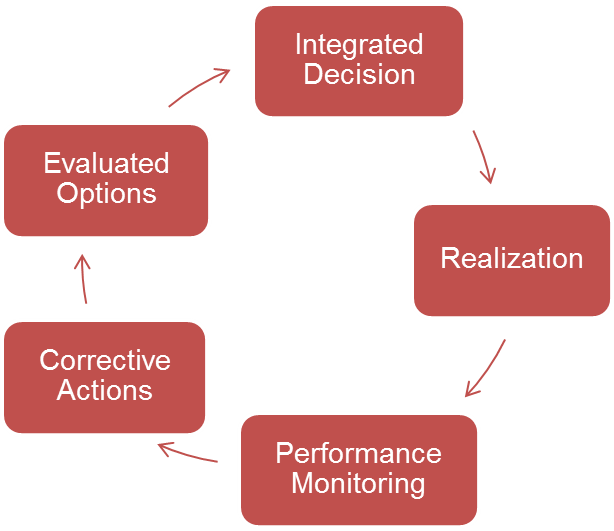 Integrated
Decision
Realization
Performance
Monitoring
Corrective
Actions
Evaluated
Options